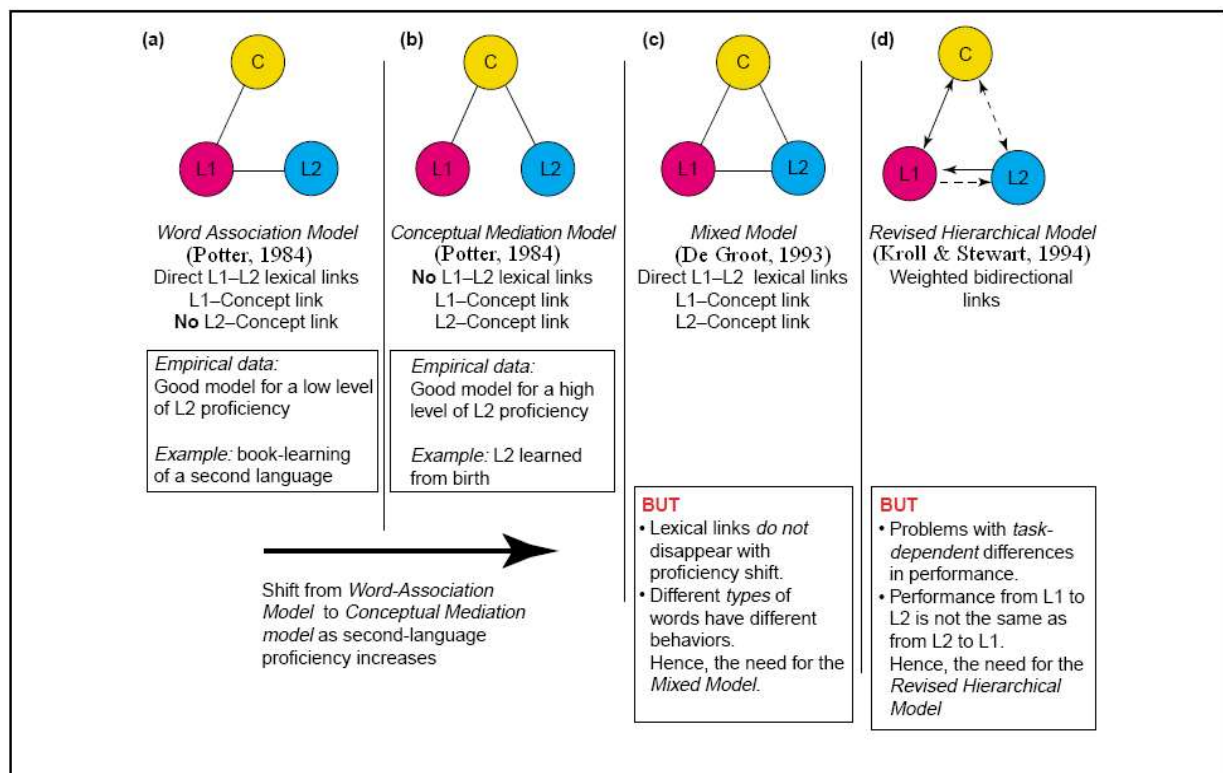 (a)
C
L1
L2
Word Association Model
(Potter, 1984)
Direct L1–L2 lexical links
L1–Concept link
No L2–Concept link
Empirical data:
Good model for a low level
of L2 proficiency
Example: book-learning
of a second language
(b)
C
L1
L2
Conceptual Mediation Model
(Potter, 1984)
No L1–L2 lexical links
L1–Concept link
L2–Concept link
Empirical data:
Good model for a high
level of L2 proficiency
Example: L2 learned
from birth
Shift from Word-Association
Model to Conceptual Mediation
model as second-language
proficiency increases
(c)
C
L1
L2
Mixed Model
(De Groot, 1993)
Direct L1–L2 lexical links
L1–Concept link
L2–Concept link
BUT
• Lexical links do not
disappear with
proficiency shift.
• Different types of
words have different
behaviors.
Hence, the need for the
Mixed Model.
(d)
C
L1
L2
Revised Hierarchical Model
(Kroll & Stewart, 1994)
Weighted bidirectional
links
BUT
• Problems with task-
dependent differences
in performance.
• Performance from L1 to
L2 is not the same as
from L2 to L1.
Hence, the need for the
Revised Hierarchical
Model